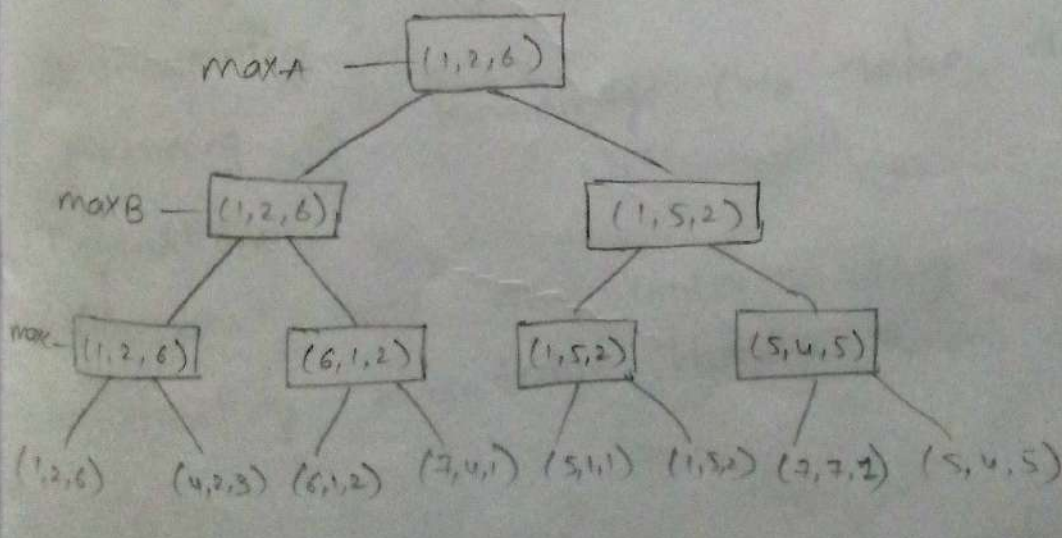 maxA (1,2,6)
maxB (1,2,6) (1,5,2)
(1,2,6) (6,1,2) (1,5,2) (5,4,5)
(1,2,6) (4,2,3) (6,1,2) (7,4,1) (5,1,1) (1,5,2) (7,7,1) (5,4,5)